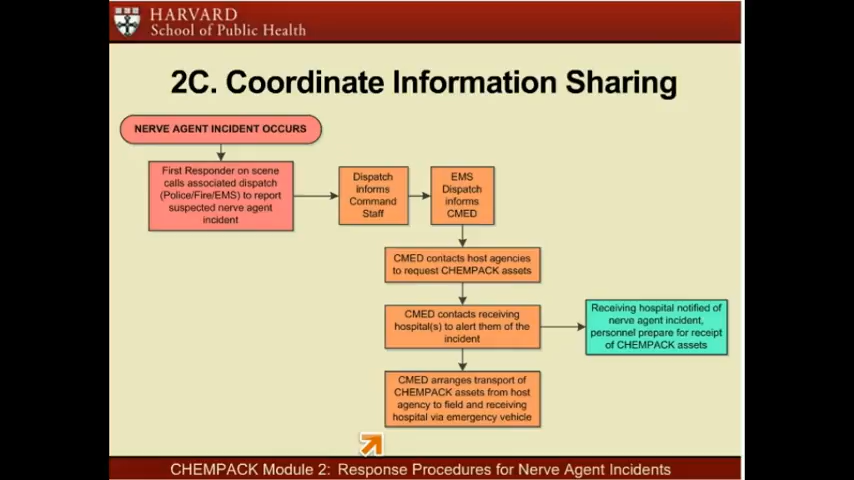 HARVARD
School of Public Health
2C. Coordinate Information Sharing
NERVE AGENT INCIDENT OCCURS
First Responder on scene
calls associated dispatch
(Police/Fire/EMS) to report
suspected nerve agent
incident
Dispatch
informs
Command
Staff
EMS
Dispatch
informs
CMED
CMED contacts host agencies
to request CHEMPACK assets
CMED contacts receiving
hospital(s) to alert them of the
incident
Receiving hospital notified of
nerve agent incident,
personnel prepare for receipt
of CHEMPACK assets
CMED arranges transport of
CHEMPACK assets from host
agency to field and receiving
hospital via emergency vehicle
CHEMPACK Module 2: Response Procedures for Nerve Agent Incidents